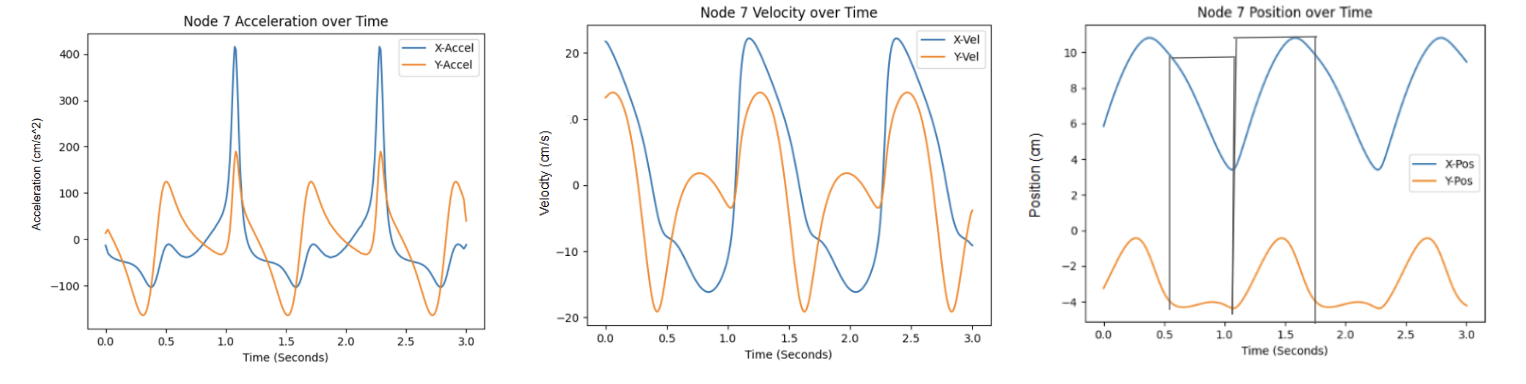 Node 7 Acceleration over Time
Acceleration (cm/s^2)
400
300
200
100
0
−100
X-Accel
Y-Accel
0.0 0.5 1.0 1.5 2.0 2.5 3.0
Time (Seconds)
Node 7 Velocity over Time
Velocity (cm/s)
20
.0
0
−10
−20
X-Vel
Y-Vel
0.0 0.5 1.0 1.5 2.0 2.5 3.0
Time (Seconds)
Node 7 Position over Time
Position (cm)
10
8
6
4
2
0
−2
−4
X-Pos
Y-Pos
0.0 0.5 1.0 1.5 2.0 2.5 3.0
Time (Seconds)